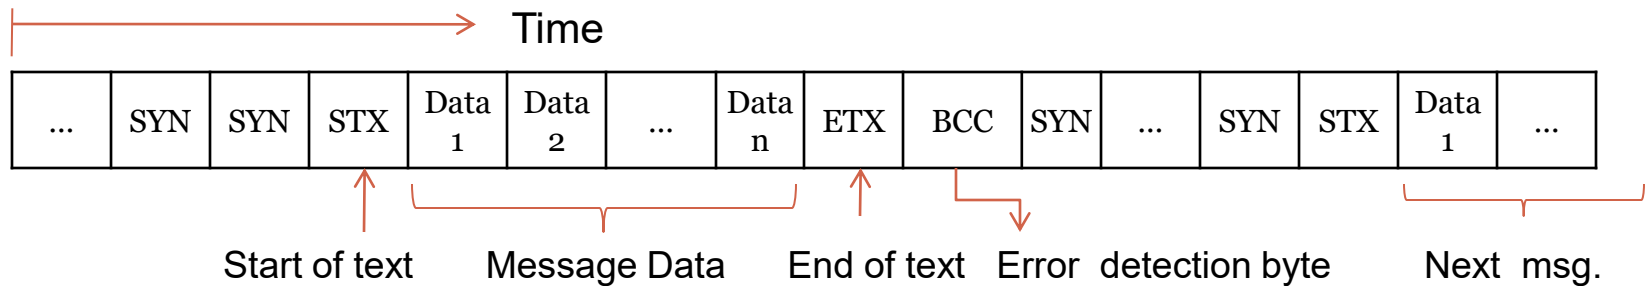 Time
... SYN SYN STX Data 1 Data 2 ... Data n ETX BCC SYN ... SYN STX Data 1 ...
Start of text Message Data End of text Error detection byte Next msg.